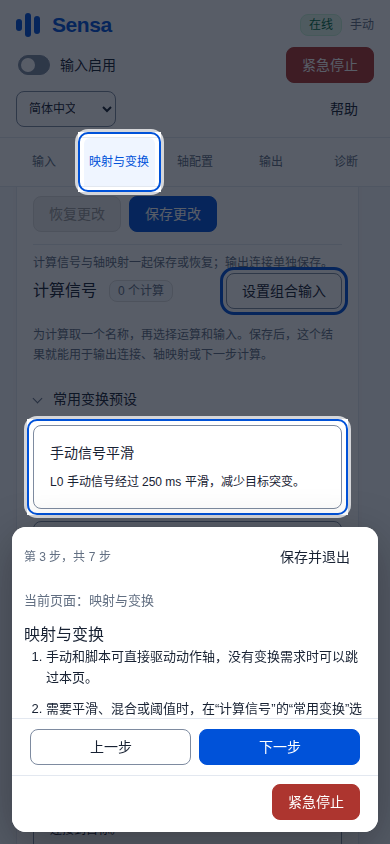 Sensa
在线 手动
输入启用
紧急停止
简体中文
帮助
输入 映射与变换 轴配置 输出 诊断
恢复更改 保存更改
计算信号与轴映射一起保存或恢复；输出连接单独保存。
计算信号 0 个计算 设置组合输入
为计算取一个名称，再选择运算和输入。保存后，这个结
果就能用于输出连接、轴映射或下一步计算。
常用变换预设
手动信号平滑
L0 手动信号经过 250 ms 平滑，减少目标突变。
第 3 步，共 7 步 保存并退出
当前页面：映射与变换
映射与变换
1. 手动和脚本可直接驱动动作轴，没有变换需求时可以跳
过本页。
2. 需要平滑、混合或阈值时，在“计算信号”的“常用变换”选
上一步 下一步
紧急停止